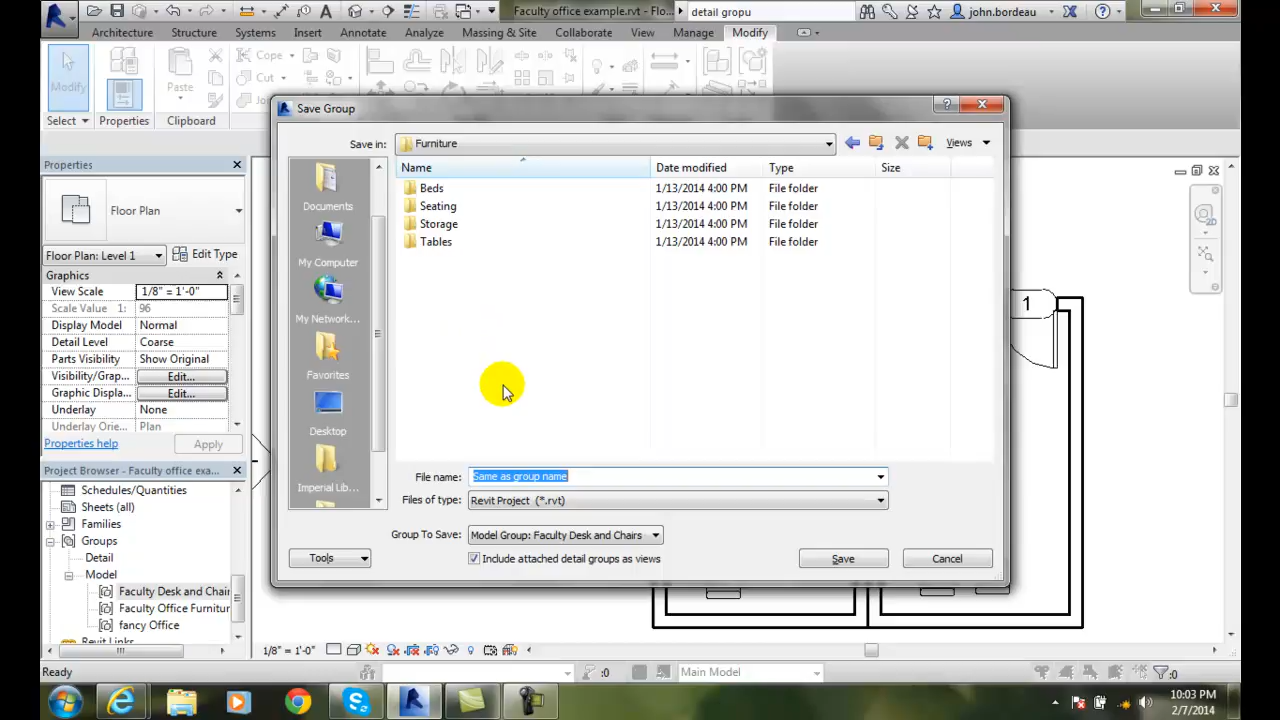 Faculty office example.rvt - Flo...
detail gropu
john.bordeau
Architecture Structure Systems Insert Annotate Analyze Massing & Site Collaborate View Manage Modify
Modify
Properties
Paste
Cope
Cut
Select
Properties
Clipboard
Save Group
Save in:
Furniture
Views
Name
Date modified
Type
Size
Beds 1/13/2014 4:00 PM File folder
Seating 1/13/2014 4:00 PM File folder
Storage 1/13/2014 4:00 PM File folder
Tables 1/13/2014 4:00 PM File folder
Documents
My Computer
My Network...
Favorites
Desktop
Imperial Lib...
File name:
Same as group name
Files of type:
Revit Project (*.rvt)
Group To Save:
Model Group: Faculty Desk and Chairs
Include attached detail groups as views
Tools
Save
Cancel
Properties
Floor Plan
Floor Plan: Level 1
Edit Type
Graphics
View Scale 1/8" = 1'-0"
Scale Value 1: 96
Display Model Normal
Detail Level Coarse
Parts Visibility Show Original
Visibility/Grap... Edit...
Graphic Displa... Edit...
Underlay None
Underlay Orie... Plan
Properties help
Apply
Project Browser - Faculty office exa...
Schedules/Quantities
Sheets (all)
Families
Groups
Detail
Model
Faculty Desk and Chair
Faculty Office Furnitur
fancy Office
Revit Links
1
1/8" = 1'-0"
Ready
:0
Main Model
:0
10:03 PM
2/7/2014